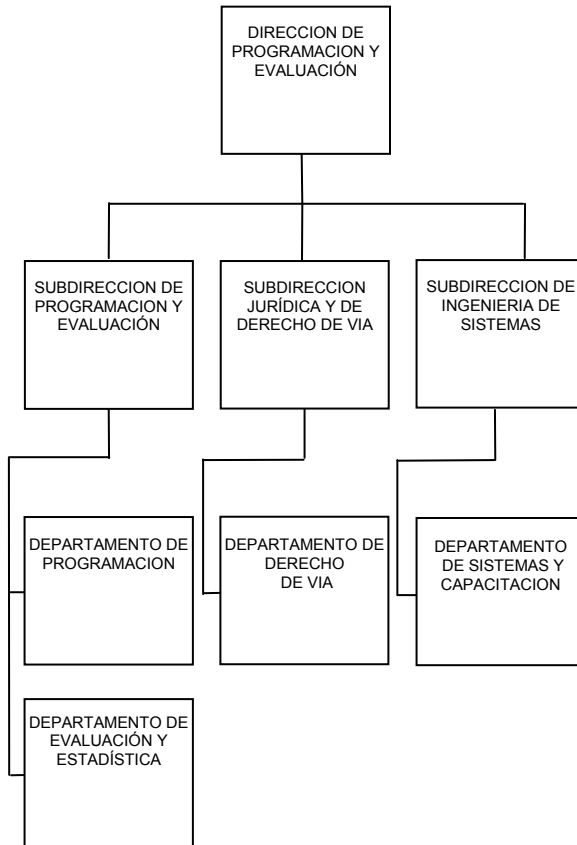 DIRECCION DE
PROGRAMACION Y
EVALUACIÓN
SUBDIRECCION DE
PROGRAMACION Y
EVALUACIÓN
SUBDIRECCION
JURÍDICA Y DE
DERECHO DE VIA
SUBDIRECCION DE
INGENIERIA DE
SISTEMAS
DEPARTAMENTO DE
PROGRAMACION
DEPARTAMENTO DE
DERECHO
DE VIA
DEPARTAMENTO
DE SISTEMAS Y
CAPACITACION
DEPARTAMENTO DE
EVALUACIÓN Y
ESTADÍSTICA